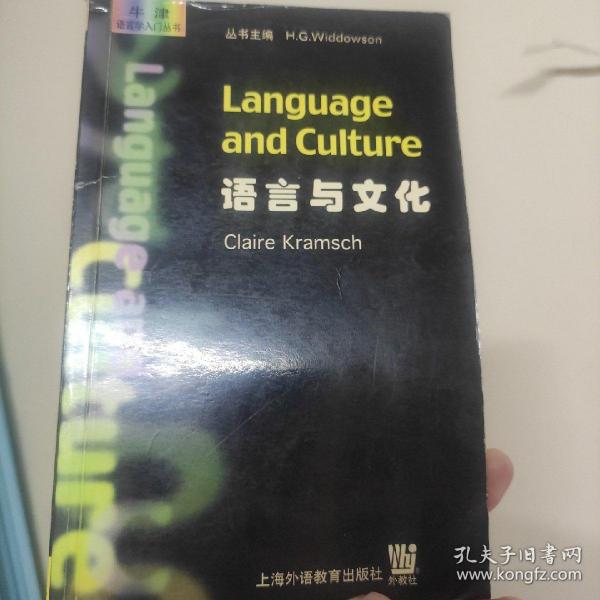 牛津
语言学入门丛书
丛书主编 H.G.Widdowson
Language
and Culture
语言与文化
Claire Kramsch
Language and
Culture
上海外语教育出版社
外教社
孔夫子旧书网
www.kongfz.com